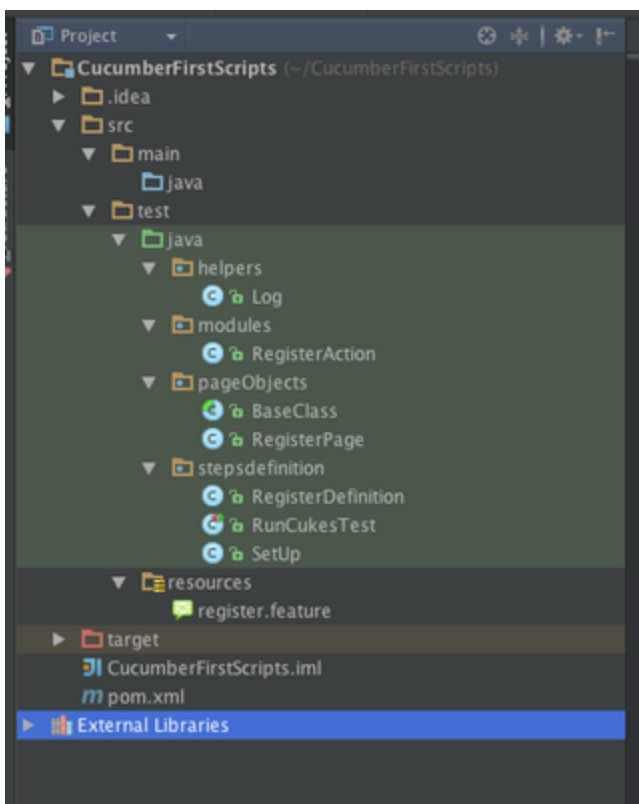 Project
CucumberFirstScripts (~/CucumberFirstScripts)
.idea
src
main
java
test
java
helpers
Log
modules
RegisterAction
pageObjects
BaseClass
RegisterPage
stepsdefinition
RegisterDefinition
RunCukesTest
SetUp
resources
register.feature
target
CucumberFirstScripts.iml
m pom.xml
External Libraries